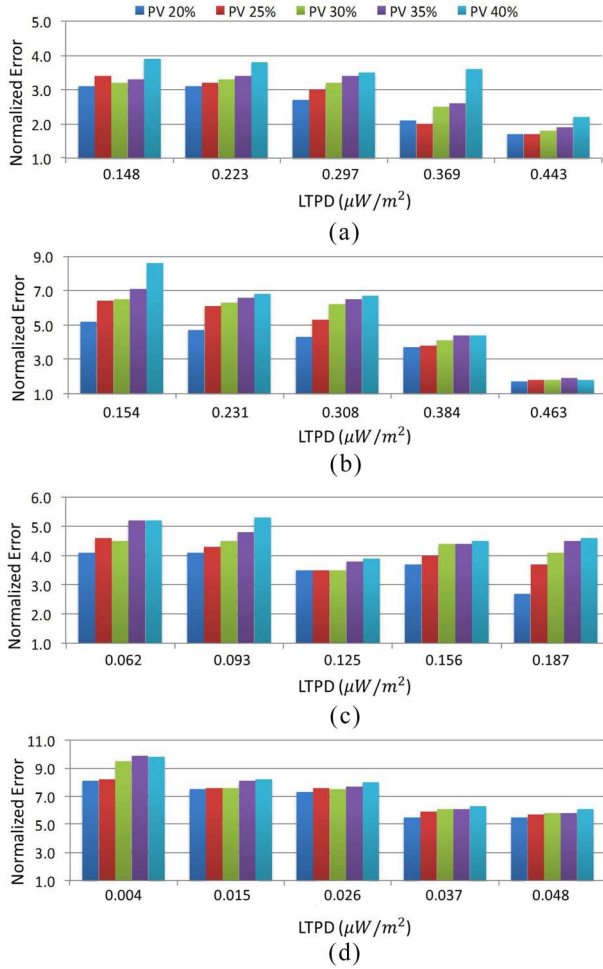 PV 20% PV 25% PV 30% PV 35% PV 40%
5.0
4.0
3.0
2.0
1.0
Normalized Error
0.148 0.223 0.297 0.369 0.443
LTPD (μW/m²)
(a)
9.0
7.0
5.0
3.0
1.0
Normalized Error
0.154 0.231 0.308 0.384 0.463
LTPD (μW/m²)
(b)
6.0
5.0
4.0
3.0
2.0
1.0
Normalized Error
0.062 0.093 0.125 0.156 0.187
LTPD (μW/m²)
(c)
11.0
9.0
7.0
5.0
3.0
1.0
Normalized Error
0.004 0.015 0.026 0.037 0.048
LTPD (μW/m²)
(d)